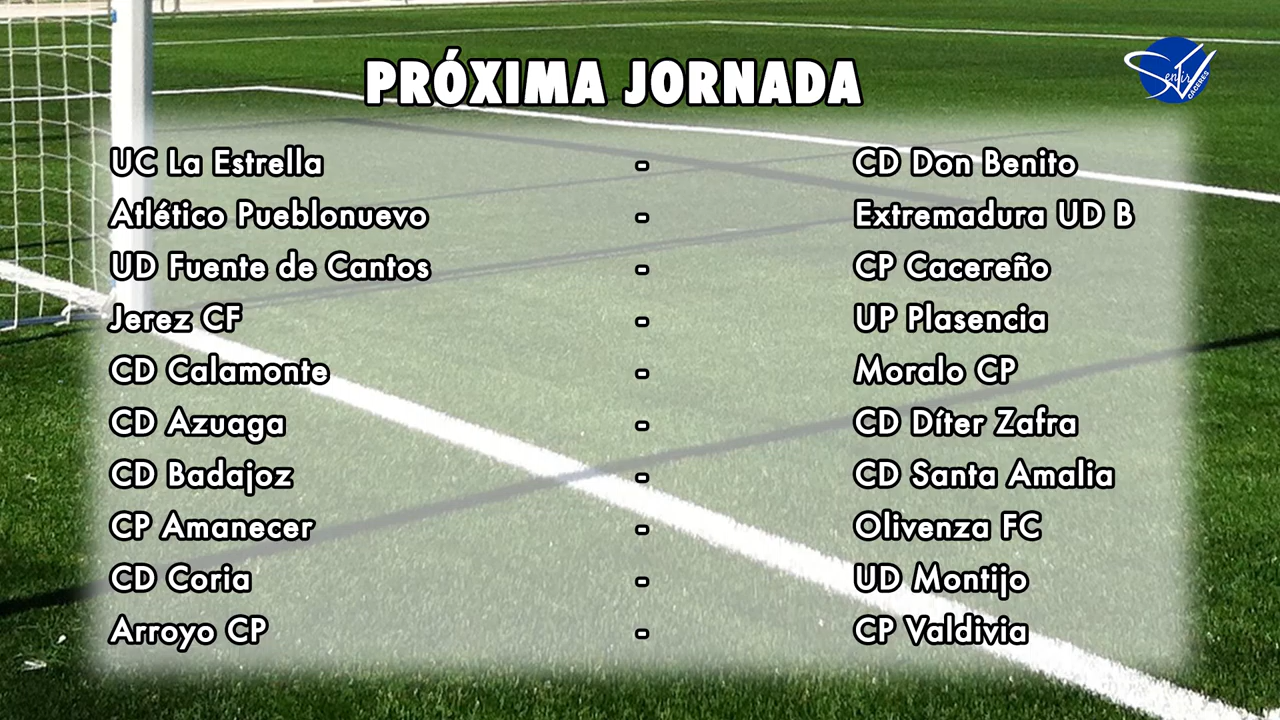 PRÓXIMA JORNADA
Sentir
CÁCERES
UC La Estrella - CD Don Benito
Atlético Pueblonuevo - Extremadura UD B
UD Fuente de Cantos - CP Cacereño
Jerez CF - UP Plasencia
CD Calamonte - Moralo CP
CD Azuaga - CD Díter Zafra
CD Badajoz - CD Santa Amalia
CP Amanecer - Olivenza FC
CD Coria - UD Montijo
Arroyo CP - CP Valdivia